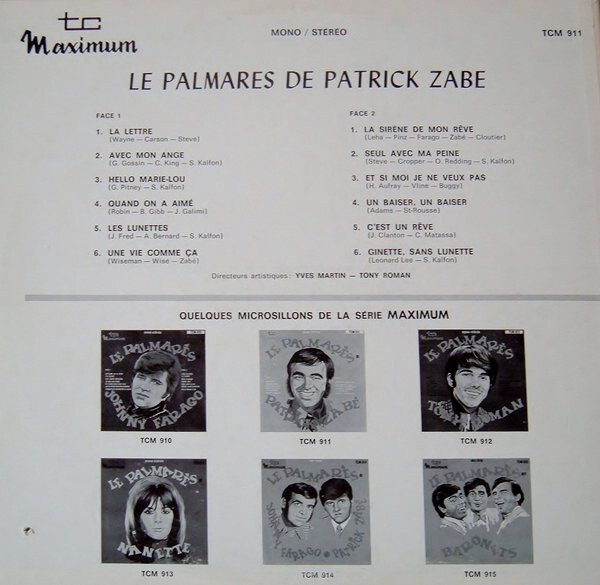 tc
Maximum
MONO / STÉRÉO
TCM 911
LE PALMARES DE PATRICK ZABE
FACE 1
1. LA LETTRE
(Wayne — Carson — Steve)
2. AVEC MON ANGE
(G. Gossin — C. King — S. Kalfon)
3. HELLO MARIE-LOU
(G. Pitney — S. Kalfon)
4. QUAND ON A AIMÉ
(Robin — B. Gibb — J. Galimi)
5. LES LUNETTES
(J. Fred — A. Bernard — S. Kalfon)
6. UNE VIE COMME ÇA
(Wiseman — Wise — Zabé)
FACE 2
1. LA SIRÈNE DE MON RÊVE
(Leha — Pinz — Farago — Zabé — Cloutier)
2. SEUL AVEC MA PEINE
(Steve — Cropper — O. Redding — S. Kalfon)
3. ET SI MOI JE NE VEUX PAS
(H. Aufray — Vline — Buggy)
4. UN BAISER, UN BAISER
(Adams — St-Rousse)
5. C'EST UN RÊVE
(J. Clanton — C. Matassa)
6. GINETTE, SANS LUNETTE
(Leonard Lee — S. Kalfon)
Directeurs artistiques : YVES MARTIN — TONY ROMAN
QUELQUES MICROSILLONS DE LA SÉRIE MAXIMUM
LE PALMARÈS
JOHNNY FARAGO
TCM 910
LE PALMARÈS
PATRICK ZABÉ
TCM 911
LE PALMARÈS
TONY ROMAN
TCM 912
LE PALMARÈS
NANETTE
TCM 913
LE PALMARÈS
JOHNNY FARAGO • PATRICK ZABÉ
TCM 914
LE PALMARÈS
BARONETS
TCM 915